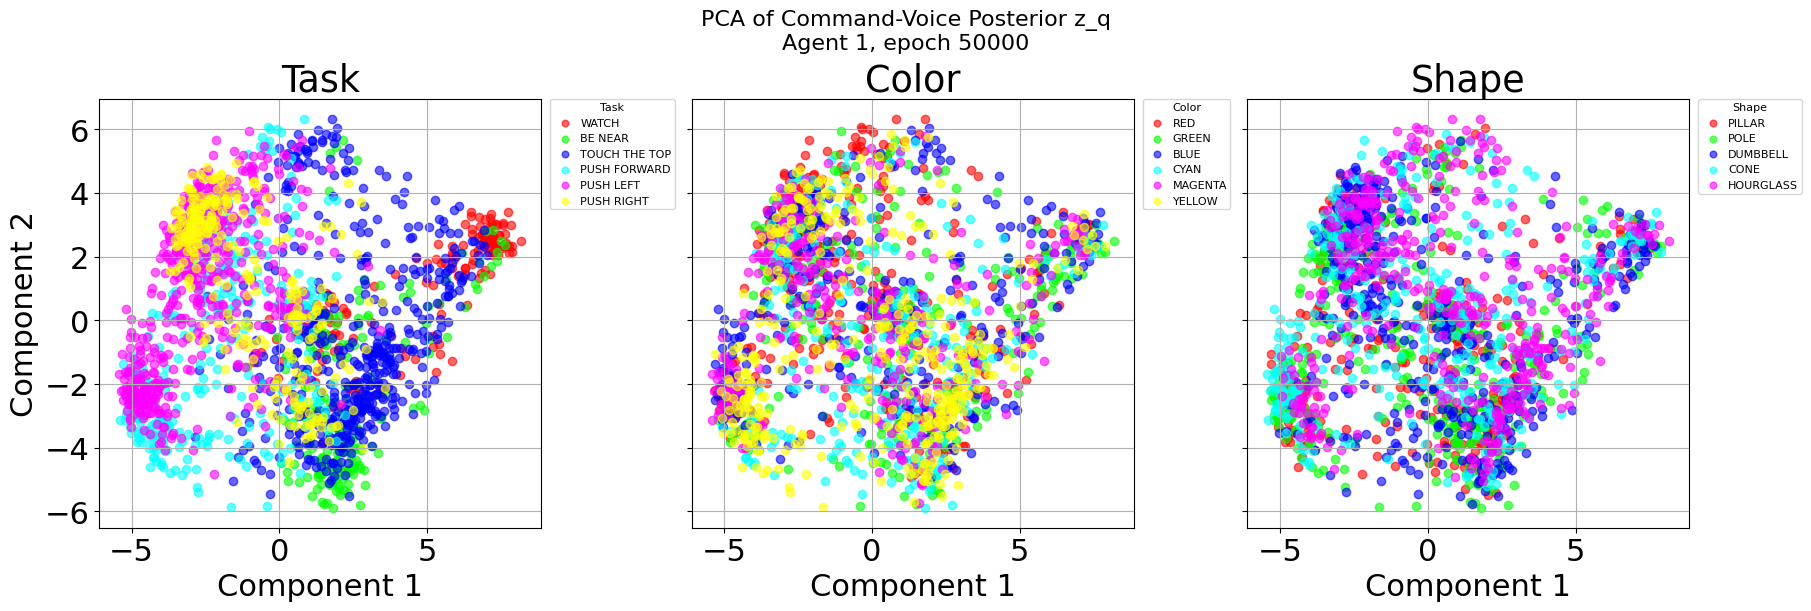 PCA of Command-Voice Posterior z_q
Agent 1, epoch 50000
Task
Component 2
6
4
2
0
−2
−4
−6
−5 0 5
Component 1
Task
WATCH
BE NEAR
TOUCH THE TOP
PUSH FORWARD
PUSH LEFT
PUSH RIGHT
Color
−5 0 5
Component 1
Color
RED
GREEN
BLUE
CYAN
MAGENTA
YELLOW
Shape
−5 0 5
Component 1
Shape
PILLAR
POLE
DUMBBELL
CONE
HOURGLASS